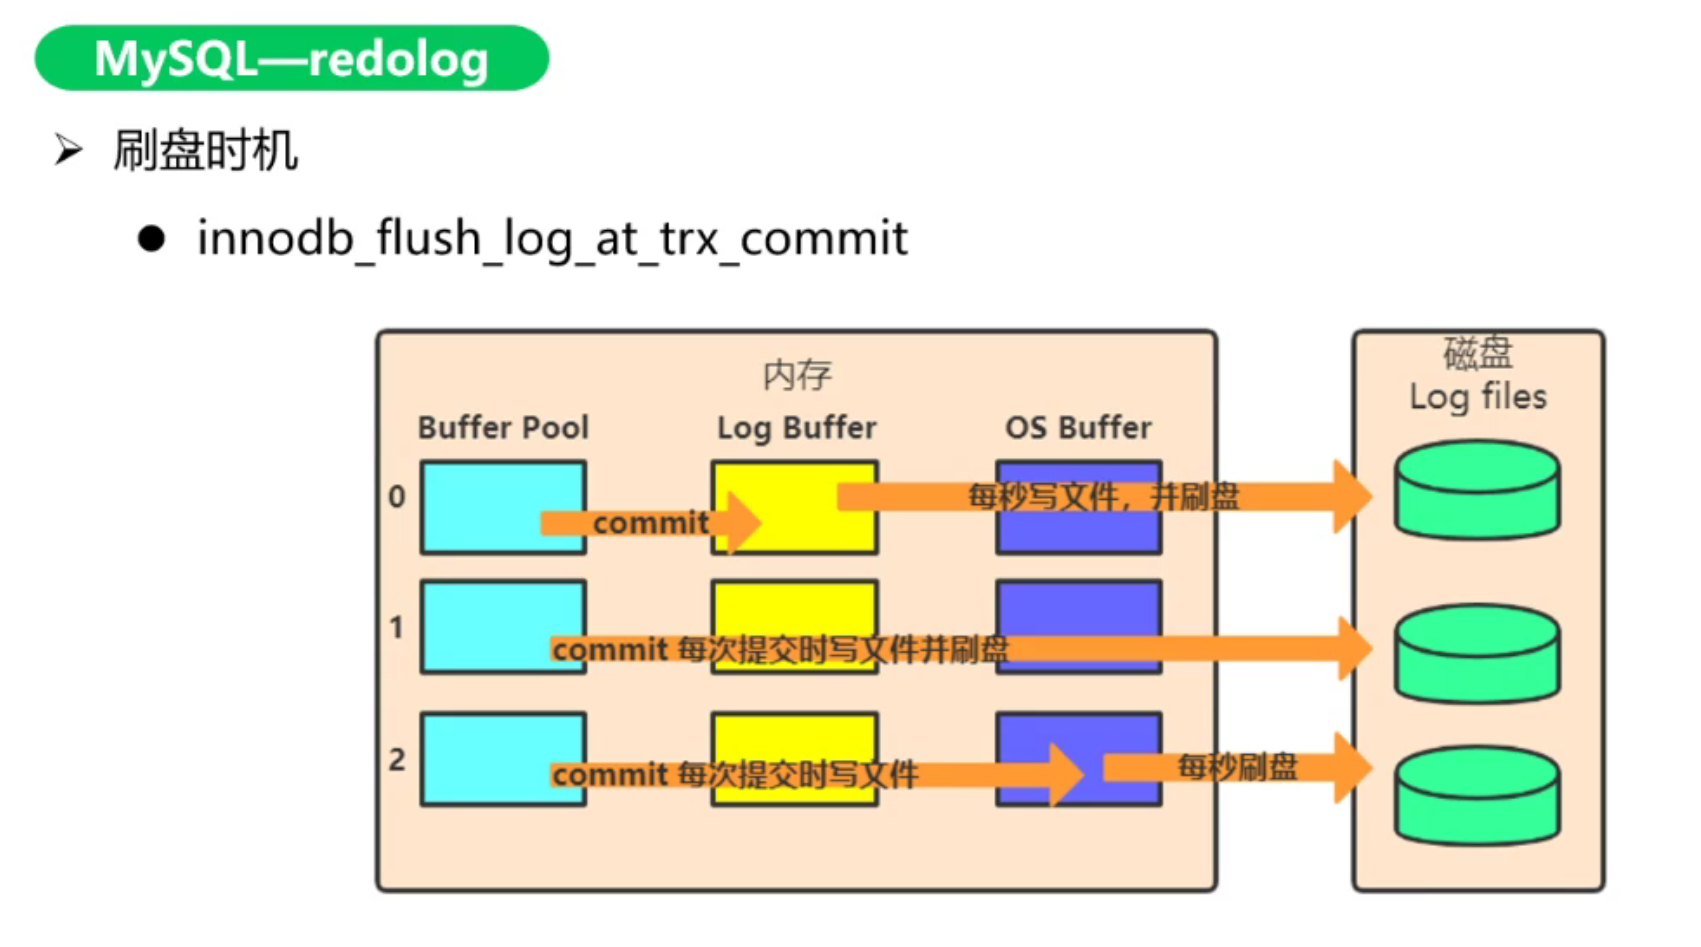 MySQL—redolog
刷盘时机
innodb_flush_log_at_trx_commit
内存
磁盘
Log files
Buffer Pool
Log Buffer
OS Buffer
0
commit
每秒写文件，并刷盘
1
commit 每次提交时写文件并刷盘
2
commit 每次提交时写文件
每秒刷盘